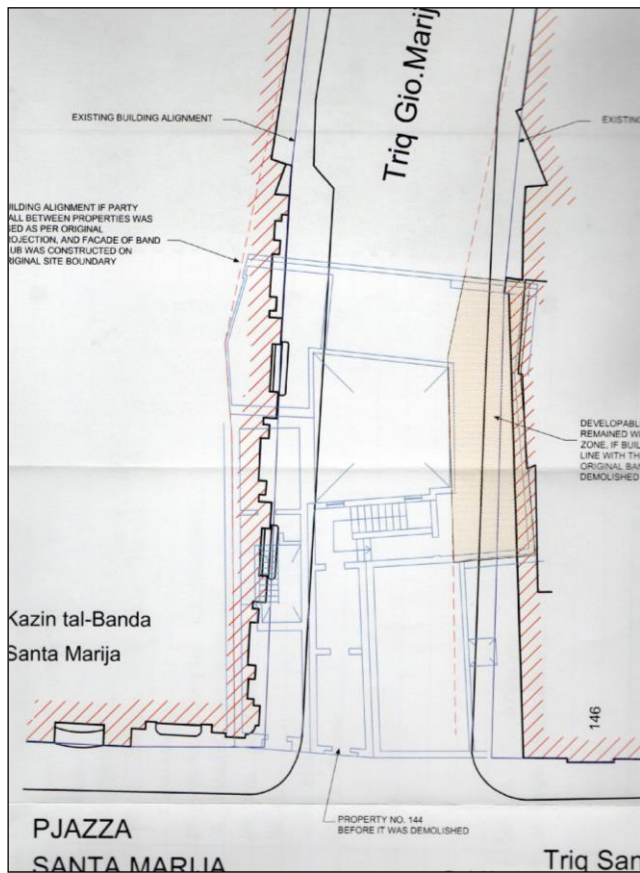 Triq Gio.Marij
EXISTING BUILDING ALIGNMENT
EXISTING
ILDING ALIGNMENT IF PARTY
ALL BETWEEN PROPERTIES WAS
SED AS PER ORIGINAL
ROJECTION, AND FACADE OF BAND
UB WAS CONSTRUCTED ON
RIGINAL SITE BOUNDARY
DEVELOPABLE
REMAINED WI
ZONE, IF BUIL
LINE WITH TH
ORIGINAL BAN
DEMOLISHED
Kazin tal-Banda
Santa Marija
146
PROPERTY NO. 144
BEFORE IT WAS DEMOLISHED
PJAZZA
SANTA MARIJA
Triq San